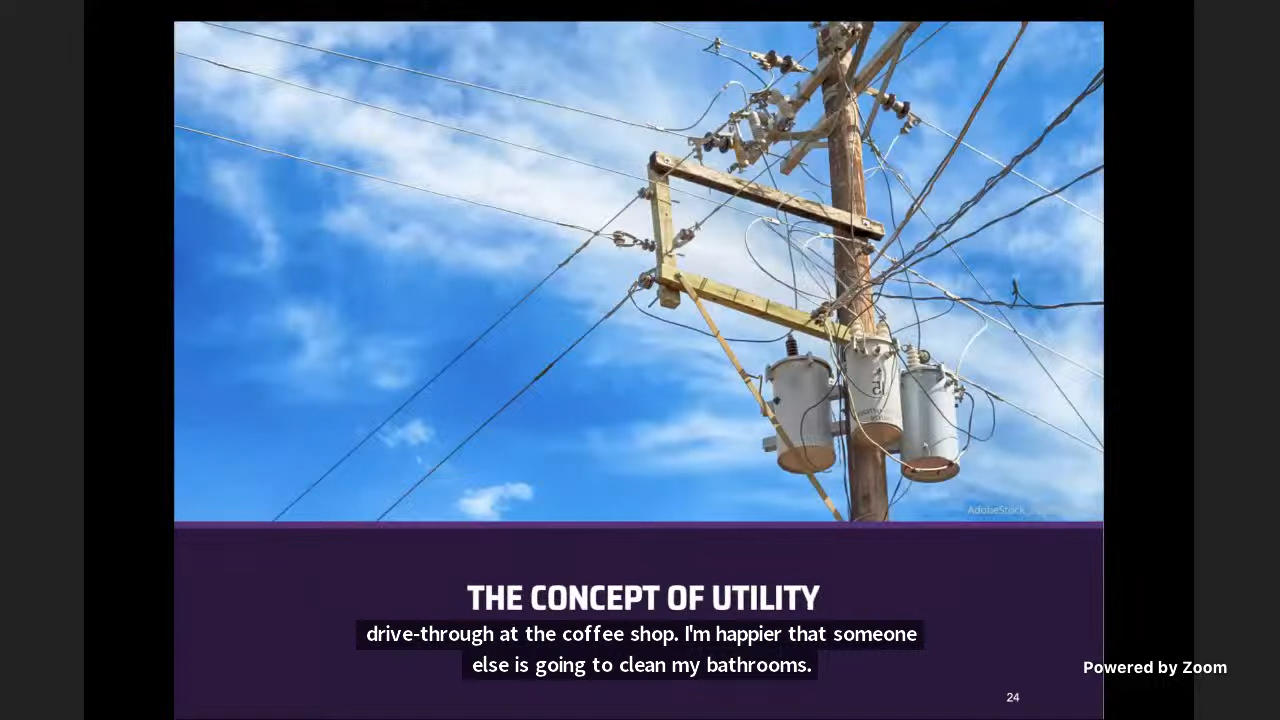 THE CONCEPT OF UTILITY
drive-through at the coffee shop. I'm happier that someone
else is going to clean my bathrooms.
Powered by Zoom
24